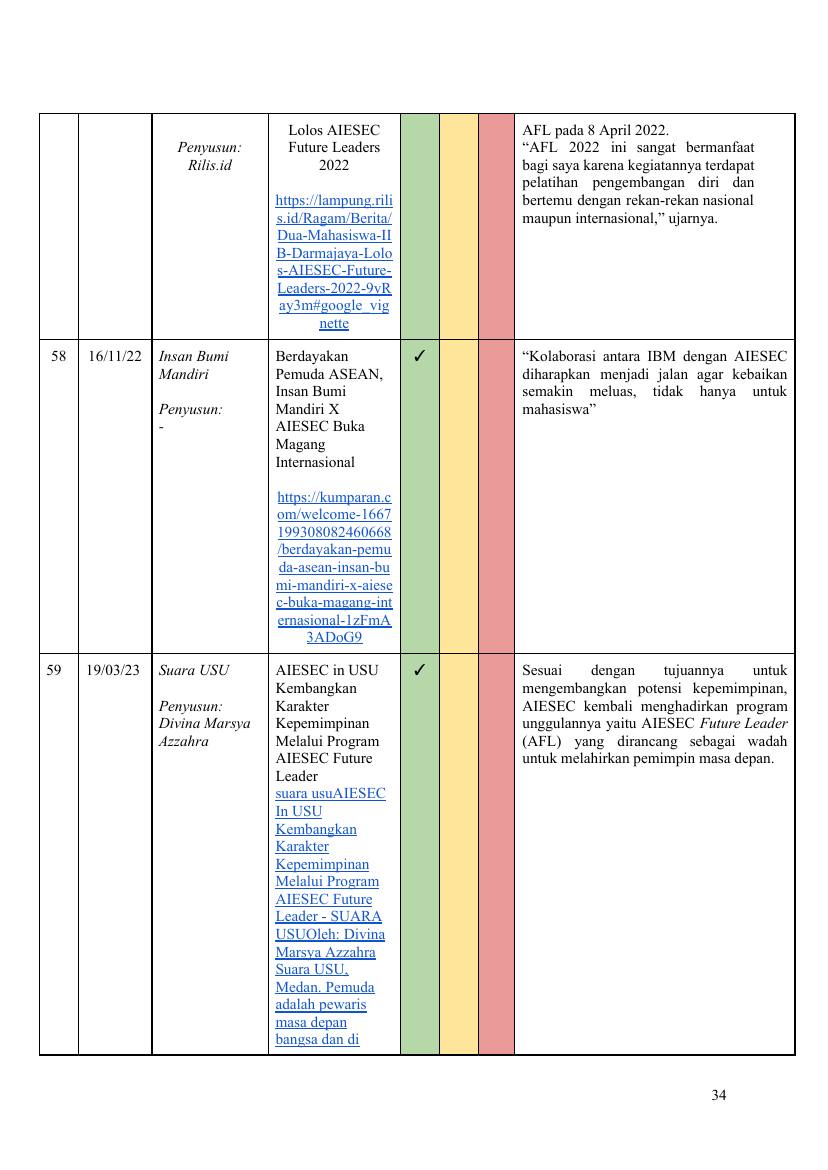 Penyusun:
Rilis.id
Lolos AIESEC
Future Leaders
2022
https://lampung.rili
s.id/Ragam/Berita/
Dua-Mahasiswa-II
B-Darmajaya-Lolo
s-AIESEC-Future-
Leaders-2022-9vR
ay3m#google_vig
nette
AFL pada 8 April 2022.
“AFL 2022 ini sangat bermanfaat
bagi saya karena kegiatannya terdapat
pelatihan pengembangan diri dan
bertemu dengan rekan-rekan nasional
maupun internasional,” ujarnya.
58
16/11/22
Insan Bumi
Mandiri
Penyusun:
-
Berdayakan
Pemuda ASEAN,
Insan Bumi
Mandiri X
AIESEC Buka
Magang
Internasional
https://kumparan.c
om/welcome-1667
199308082460668
/berdayakan-pemu
da-asean-insan-bu
mi-mandiri-x-aiese
c-buka-magang-int
ernasional-1zFmA
3ADoG9
✓
“Kolaborasi antara IBM dengan AIESEC
diharapkan menjadi jalan agar kebaikan
semakin meluas, tidak hanya untuk
mahasiswa”
59
19/03/23
Suara USU
Penyusun:
Divina Marsya
Azzahra
AIESEC in USU
Kembangkan
Karakter
Kepemimpinan
Melalui Program
AIESEC Future
Leader
suara usuAIESEC
In USU
Kembangkan
Karakter
Kepemimpinan
Melalui Program
AIESEC Future
Leader - SUARA
USUOleh: Divina
Marsya Azzahra
Suara USU,
Medan. Pemuda
adalah pewaris
masa depan
bangsa dan di
✓
Sesuai dengan tujuannya untuk
mengembangkan potensi kepemimpinan,
AIESEC kembali menghadirkan program
unggulannya yaitu AIESEC Future Leader
(AFL) yang dirancang sebagai wadah
untuk melahirkan pemimpin masa depan.
34